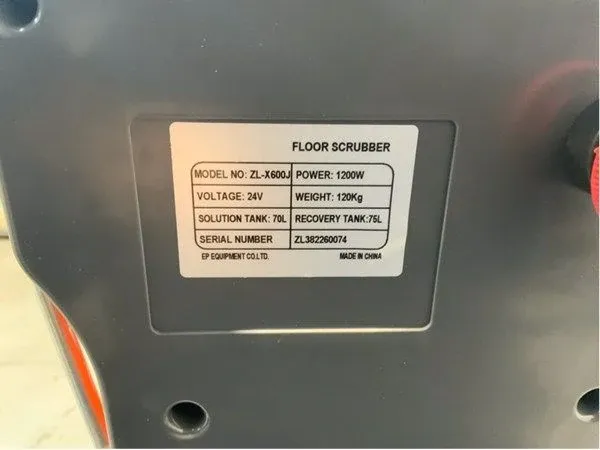 FLOOR SCRUBBER
MODEL NO: ZL-X600J POWER: 1200W
VOLTAGE: 24V WEIGHT: 120Kg
SOLUTION TANK: 70L RECOVERY TANK:75L
SERIAL NUMBER ZL382260074
EP EQUIPMENT CO,LTD. MADE IN CHINA